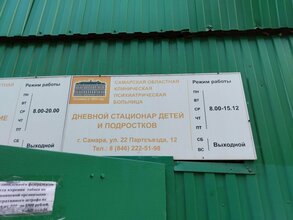 Режим работы
ПН
ВТ
СР
ЧТ
ПТ
СБ
ВС
8.00-20.00
Выходной
САМАРСКАЯ ОБЛАСТНАЯ
КЛИНИЧЕСКАЯ
ПСИХИАТРИЧЕСКАЯ
БОЛЬНИЦА
ДНЕВНОЙ СТАЦИОНАР ДЕТЕЙ
И ПОДРОСТКОВ
г. Самара, ул. 22 Партсъезда, 12
Тел.: 8 (846) 222-51-98
Режим работы
ПН
ВТ
СР
ЧТ
ПТ
СБ
ВС
8.00-15.12
Выходной